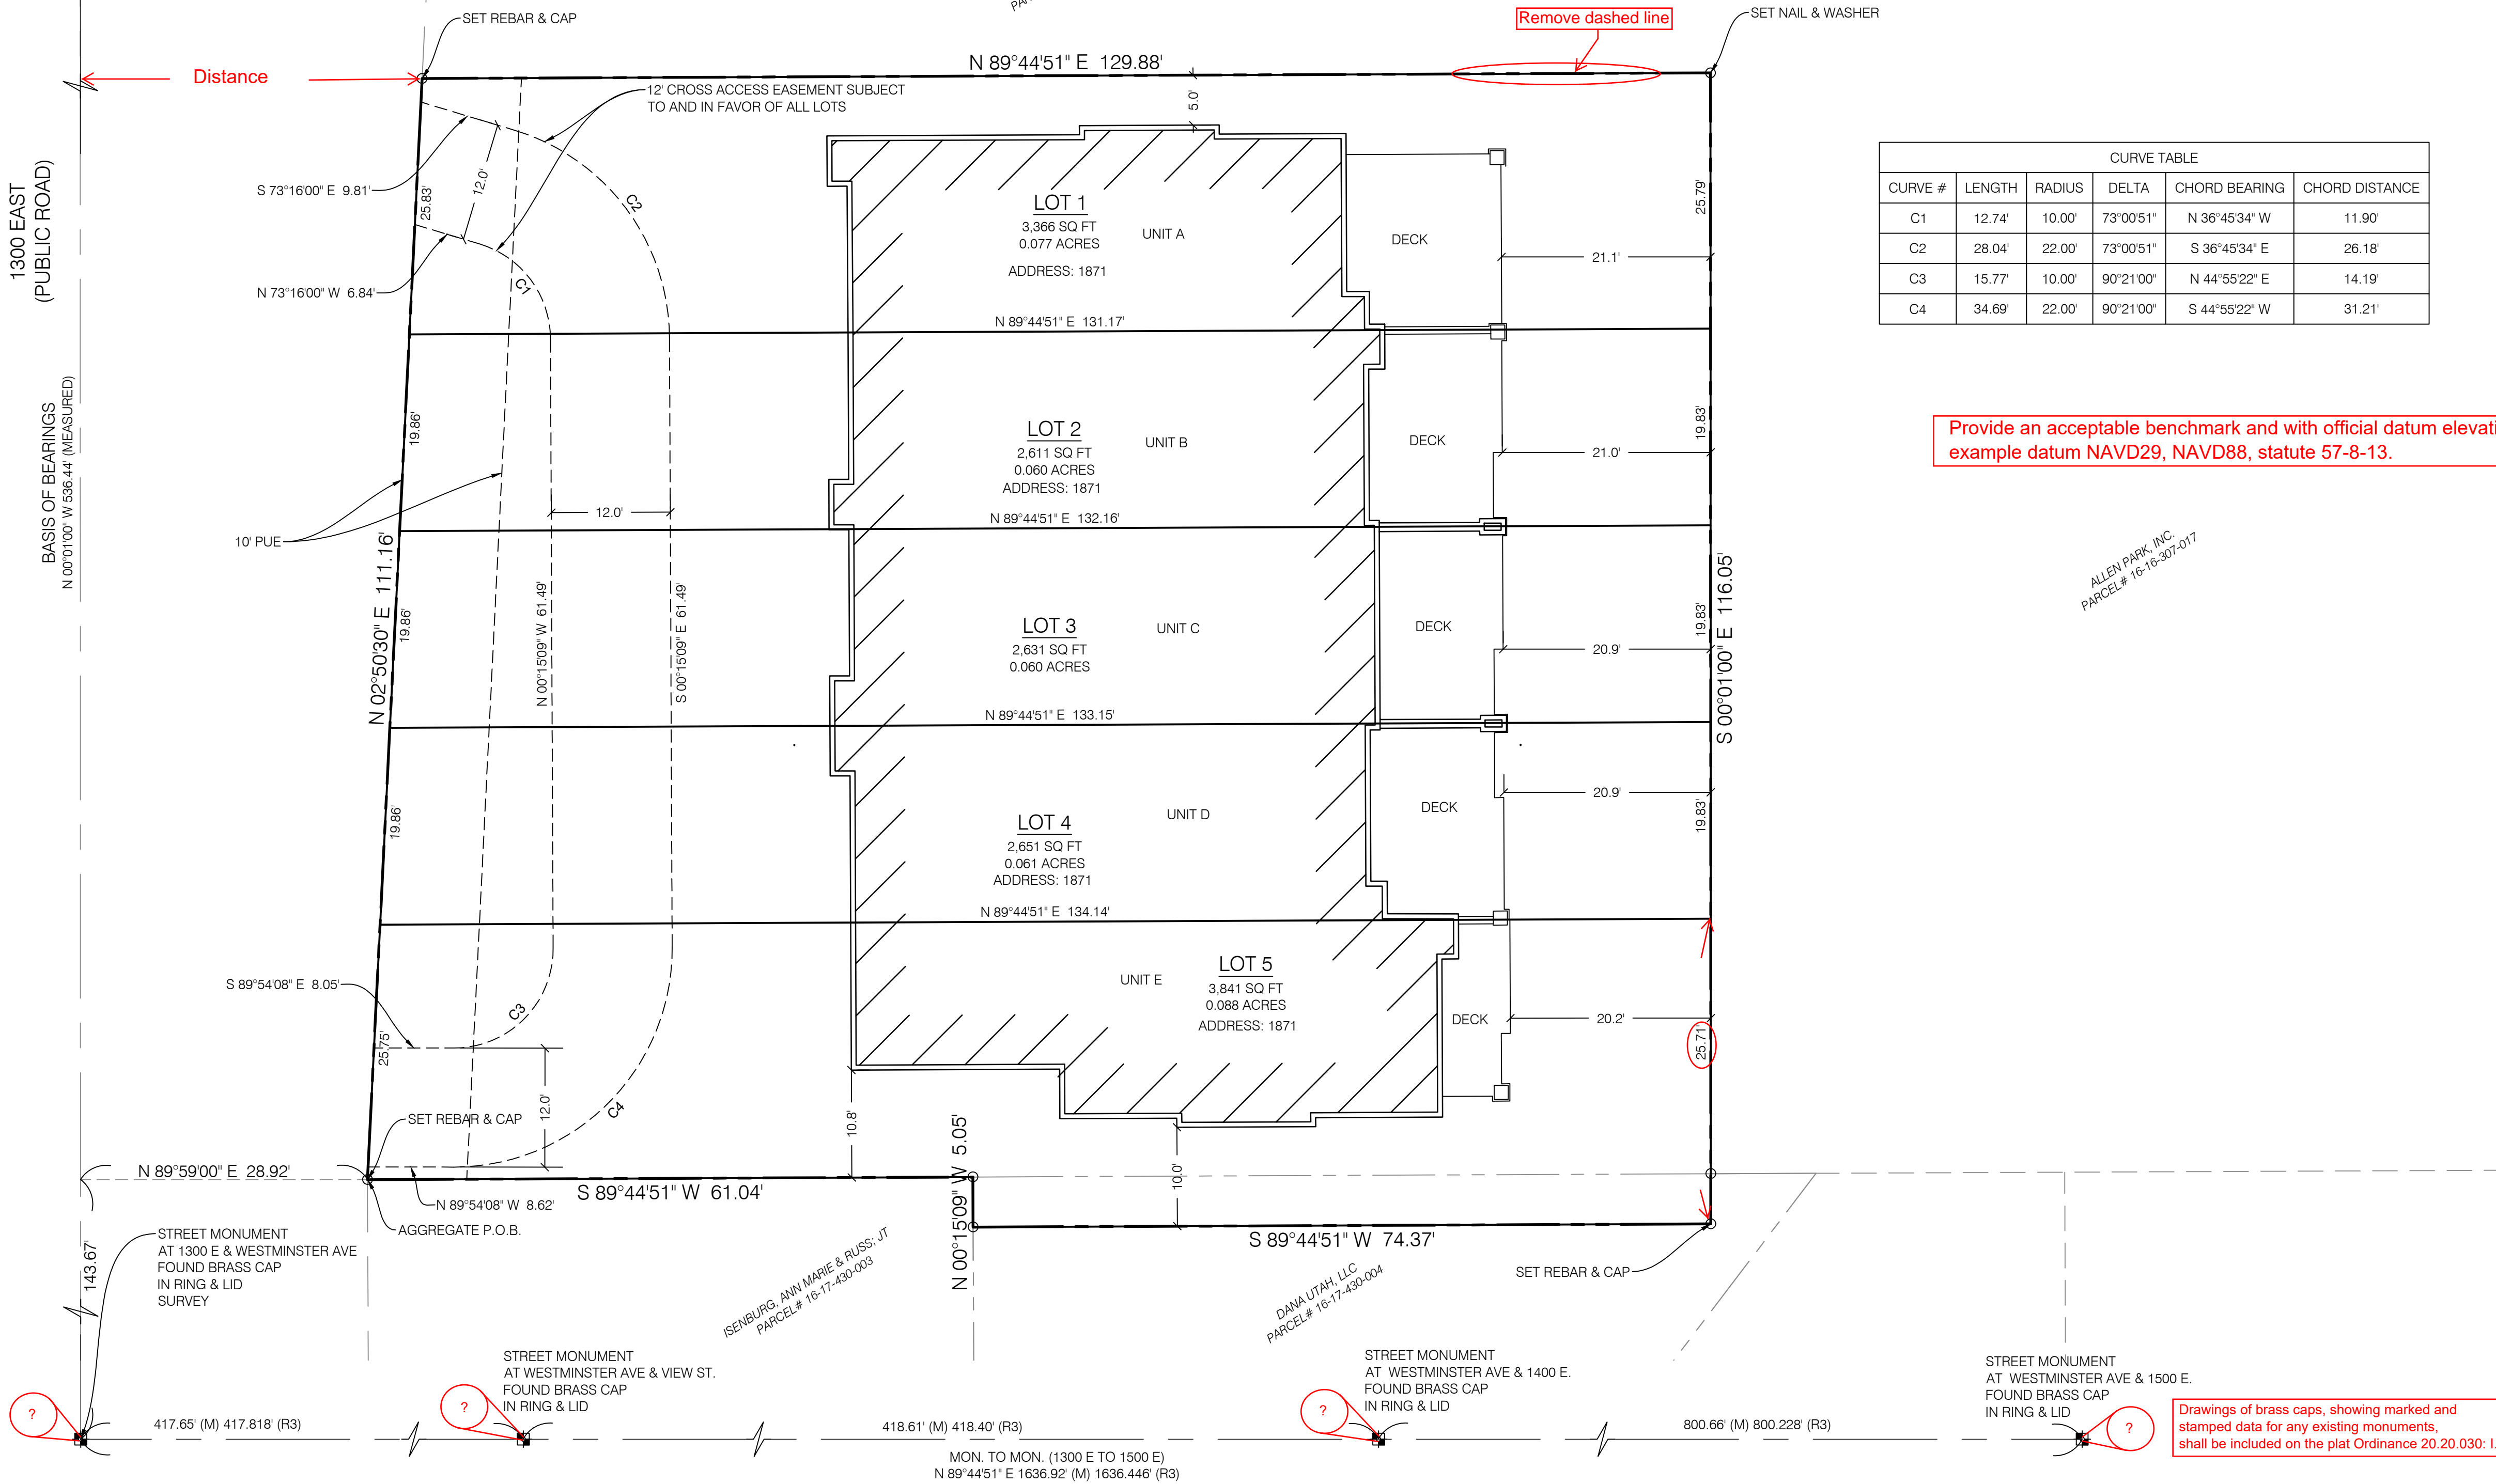 SET REBAR & CAP
Remove dashed line
SET NAIL & WASHER
Distance
N 89°44'51" E 129.88'
12' CROSS ACCESS EASEMENT SUBJECT
TO AND IN FAVOR OF ALL LOTS
5.0'
1300 EAST
(PUBLIC ROAD)
S 73°16'00" E 9.81'
12.0'
25.83'
C2
N 73°16'00" W 6.84'
C1
LOT 1
3,366 SQ FT
0.077 ACRES
ADDRESS: 1871
UNIT A
DECK
21.1'
25.79'
CURVE TABLE
CURVE # LENGTH RADIUS DELTA CHORD BEARING CHORD DISTANCE
C1 12.74' 10.00' 73°00'51" N 36°45'34" W 11.90'
C2 28.04' 22.00' 73°00'51" S 36°45'34" E 26.18'
C3 15.77' 10.00' 90°21'00" N 44°55'22" E 14.19'
C4 34.69' 22.00' 90°21'00" S 44°55'22" W 31.21'
N 89°44'51" E 131.17'
BASIS OF BEARINGS
N 00°01'00" W 536.44' (MEASURED)
19.86'
LOT 2
2,611 SQ FT
0.060 ACRES
ADDRESS: 1871
UNIT B
DECK
21.0'
19.83'
Provide an acceptable benchmark and with official datum
example datum NAVD29, NAVD88, statute 57-8-13.
12.0'
N 89°44'51" E 132.16'
10' PUE
N 02°50'30" E 111.16'
19.86'
N 00°15'09" W 61.49'
S 00°15'09" E 61.49'
LOT 3
2,631 SQ FT
0.060 ACRES
UNIT C
DECK
20.9'
19.83'
S 00°01'00" E 116.05'
ALLEN PARK, INC.
PARCEL# 16-16-307-017
N 89°44'51" E 133.15'
19.86'
LOT 4
2,651 SQ FT
0.061 ACRES
ADDRESS: 1871
UNIT D
DECK
20.9'
19.83'
N 89°44'51" E 134.14'
S 89°54'08" E 8.05'
C3
25.75'
LOT 5
3,841 SQ FT
0.088 ACRES
ADDRESS: 1871
UNIT E
DECK
20.2'
25.71
SET REBAR & CAP
12.0'
C4
10.8'
N 00°15'09" W 5.05'
10.0'
N 89°59'00" E 28.92'
S 89°44'51" W 61.04'
N 89°54'08" W 8.62'
AGGREGATE P.O.B.
S 89°44'51" W 74.37'
SET REBAR & CAP
143.67'
STREET MONUMENT
AT 1300 E & WESTMINSTER AVE
FOUND BRASS CAP
IN RING & LID
SURVEY
ISENBURG, ANN MARIE & RUSS; JT
PARCEL# 16-17-430-003
DANA UTAH, LLC
PARCEL# 16-17-430-004
STREET MONUMENT
AT WESTMINSTER AVE & VIEW ST.
FOUND BRASS CAP
IN RING & LID
STREET MONUMENT
AT WESTMINSTER AVE & 1400 E.
FOUND BRASS CAP
IN RING & LID
STREET MONUMENT
AT WESTMINSTER AVE & 1500 E.
FOUND BRASS CAP
IN RING & LID
?
?
?
?
Drawings of brass caps, showing marked and
stamped data for any existing monuments,
shall be included on the plat Ordinance 20.20.030: I.
417.65' (M) 417.818' (R3)
418.61' (M) 418.40' (R3)
800.66' (M) 800.228' (R3)
MON. TO MON. (1300 E TO 1500 E)
N 89°44'51" E 1636.92' (M) 1636.446' (R3)